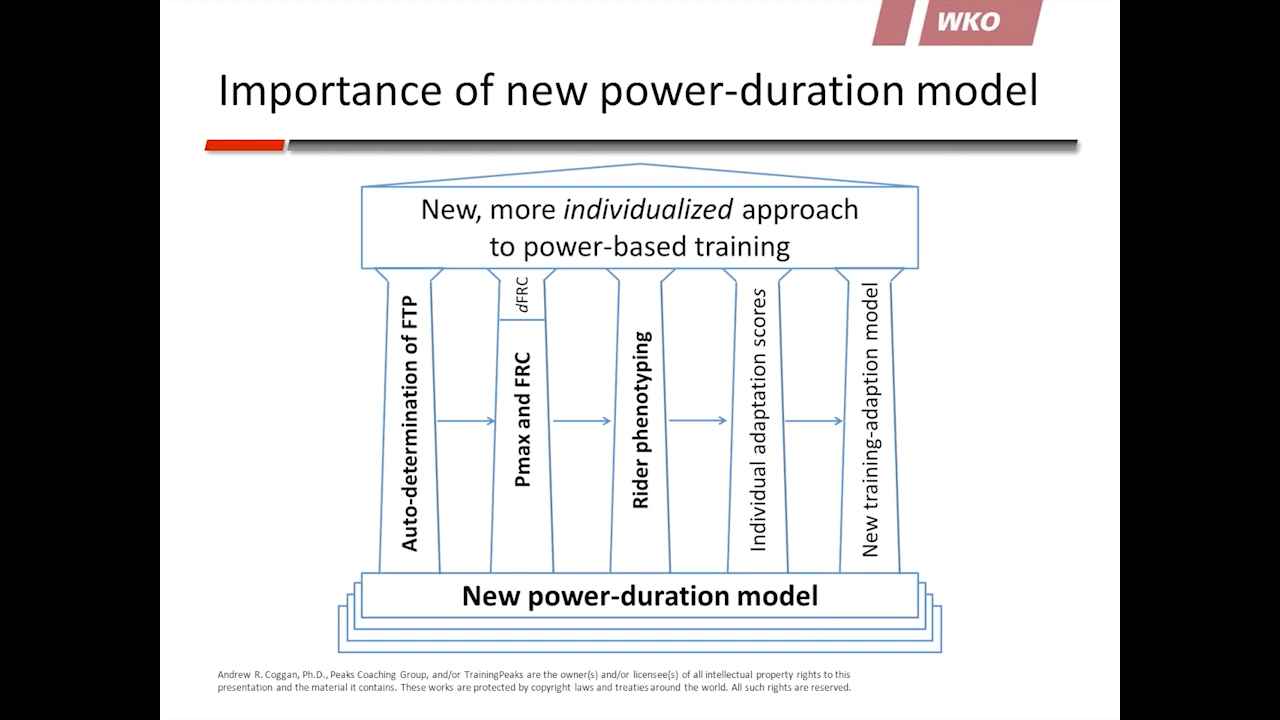 WKO
Importance of new power-duration model
New, more individualized approach
to power-based training
Auto-determination of FTP
dFRC
Pmax and FRC
Rider phenotyping
Individual adaptation scores
New training-adaption model
New power-duration model
Andrew R. Coggan, Ph.D., Peaks Coaching Group, and/or TrainingPeaks are the owner(s) and/or licensee(s) of all intellectual property rights to this
presentation and the material it contains. These works are protected by copyright laws and treaties around the world. All such rights are reserved.